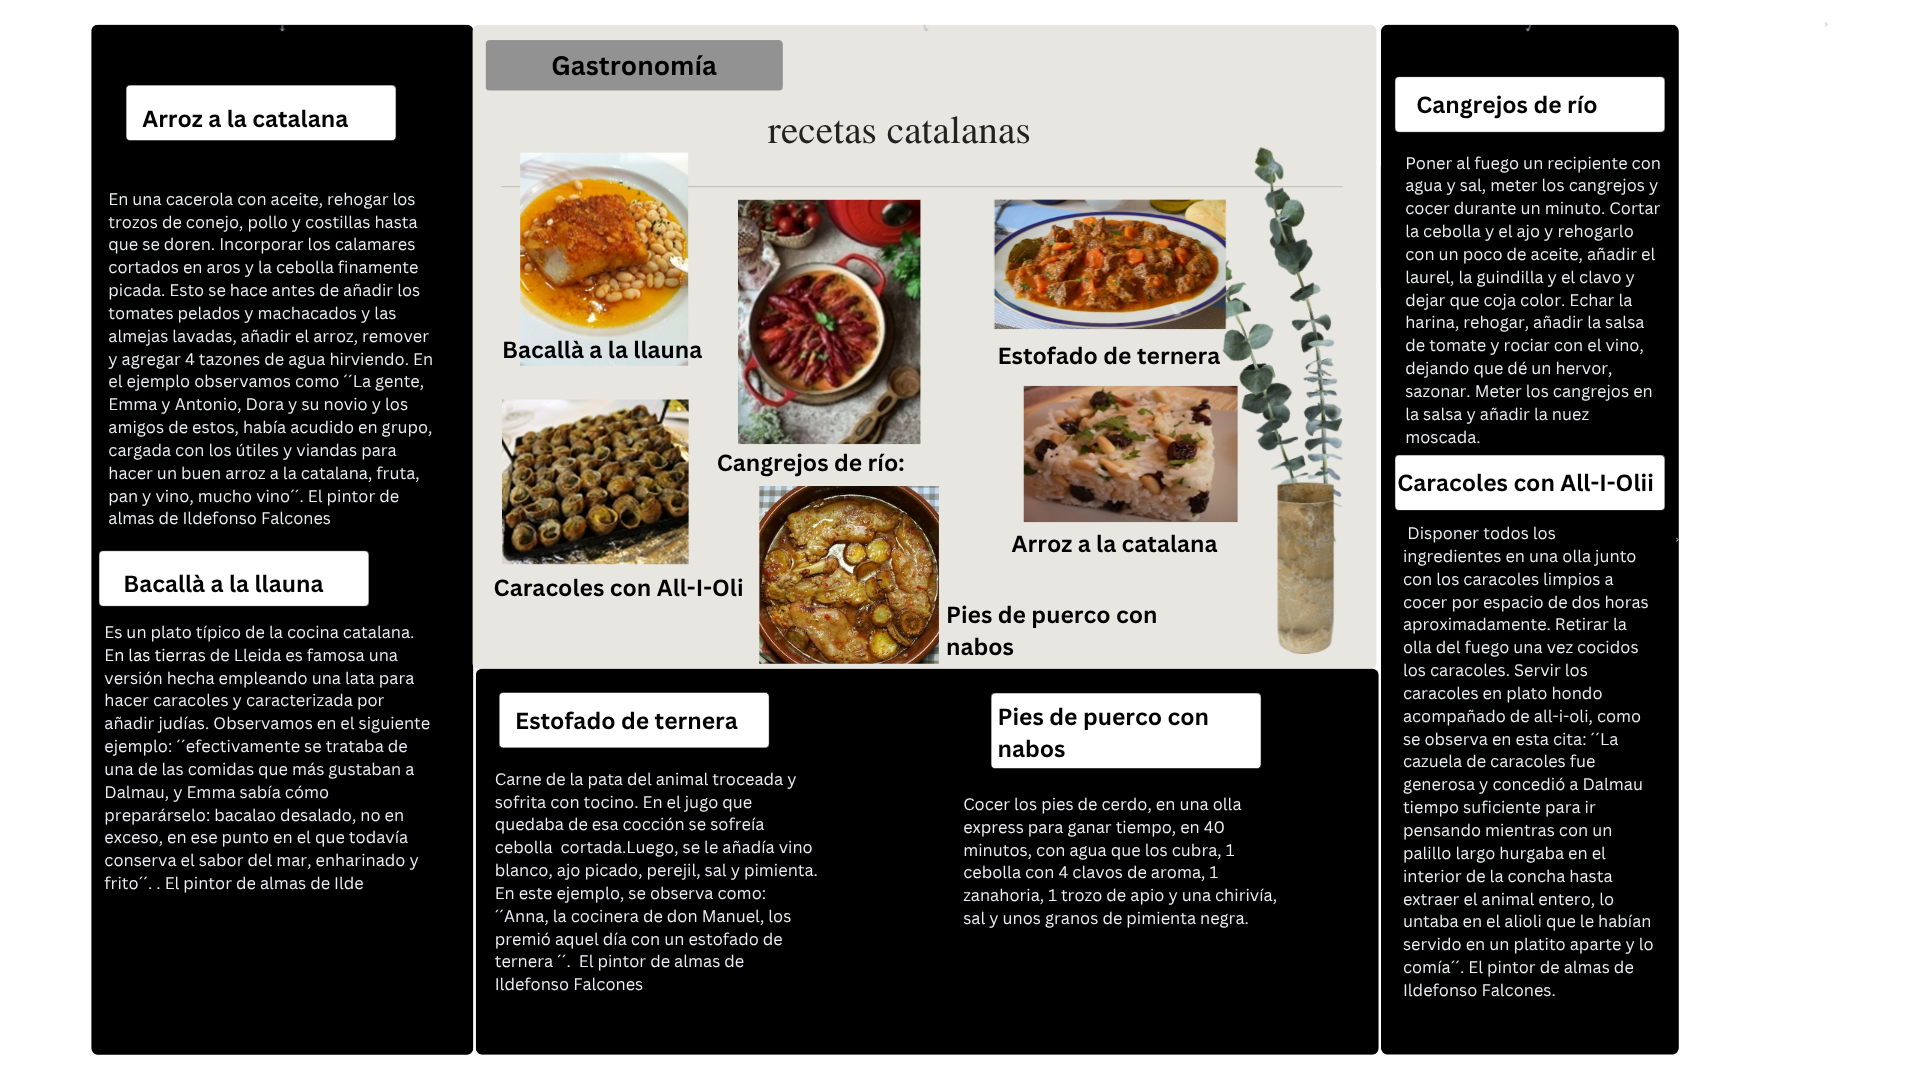 Arroz a la catalana
En una cacerola con aceite, rehogar los
trozos de conejo, pollo y costillas hasta
que se doren. Incorporar los calamares
cortados en aros y la cebolla finamente
picada. Esto se hace antes de añadir los
tomates pelados y machacados y las
almejas lavadas, añadir el arroz, remover
y agregar 4 tazones de agua hirviendo. En
el ejemplo observamos como ´´La gente,
Emma y Antonio, Dora y su novio y los
amigos de estos, había acudido en grupo,
cargada con los útiles y viandas para
hacer un buen arroz a la catalana, fruta,
pan y vino, mucho vino´´. El pintor de
almas de Ildefonso Falcones
Bacallà a la llauna
Es un plato típico de la cocina catalana.
En las tierras de Lleida es famosa una
versión hecha empleando una lata para
hacer caracoles y caracterizada por
añadir judías. Observamos en el siguiente
ejemplo: ´´efectivamente se trataba de
una de las comidas que más gustaban a
Dalmau, y Emma sabía cómo
preparárselo: bacalao desalado, no en
exceso, en ese punto en el que todavía
conserva el sabor del mar, enharinado y
frito´´. . El pintor de almas de Ilde
Gastronomía
recetas catalanas
Bacallà a la llauna
Cangrejos de río:
Estofado de ternera
Caracoles con All-I-Oli
Arroz a la catalana
Pies de puerco con
nabos
Estofado de ternera
Carne de la pata del animal troceada y
sofrita con tocino. En el jugo que
quedaba de esa cocción se sofreía
cebolla  cortada.Luego, se le añadía vino
blanco, ajo picado, perejil, sal y pimienta.
En este ejemplo, se observa como:
´´Anna, la cocinera de don Manuel, los
premió aquel día con un estofado de
ternera ´´.  El pintor de almas de
Ildefonso Falcones
Pies de puerco con
nabos
Cocer los pies de cerdo, en una olla
express para ganar tiempo, en 40
minutos, con agua que los cubra, 1
cebolla con 4 clavos de aroma, 1
zanahoria, 1 trozo de apio y una chirivía,
sal y unos granos de pimienta negra.
Cangrejos de río
Poner al fuego un recipiente con
agua y sal, meter los cangrejos y
cocer durante un minuto. Cortar
la cebolla y el ajo y rehogarlo
con un poco de aceite, añadir el
laurel, la guindilla y el clavo y
dejar que coja color. Echar la
harina, rehogar, añadir la salsa
de tomate y rociar con el vino,
dejando que dé un hervor,
sazonar. Meter los cangrejos en
la salsa y añadir la nuez
moscada.
Caracoles con All-I-Olii
Disponer todos los
ingredientes en una olla junto
con los caracoles limpios a
cocer por espacio de dos horas
aproximadamente. Retirar la
olla del fuego una vez cocidos
los caracoles. Servir los
caracoles en plato hondo
acompañado de all-i-oli, como
se observa en esta cita: ´´La
cazuela de caracoles fue
generosa y concedió a Dalmau
tiempo suficiente para ir
pensando mientras con un
palillo largo hurgaba en el
interior de la concha hasta
extraer el animal entero, lo
untaba en el alioli que le habían
servido en un platito aparte y lo
comía´´. El pintor de almas de
Ildefonso Falcones.